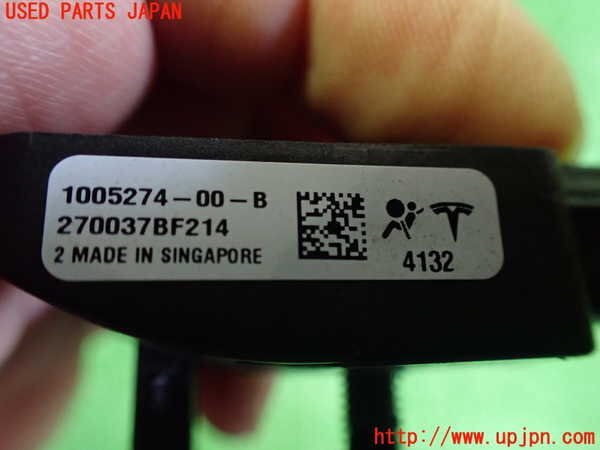 USED PARTS JAPAN
1005274-00-B
270037BF214
2 MADE IN SINGAPORE
4132
http://www.upjpn.com/